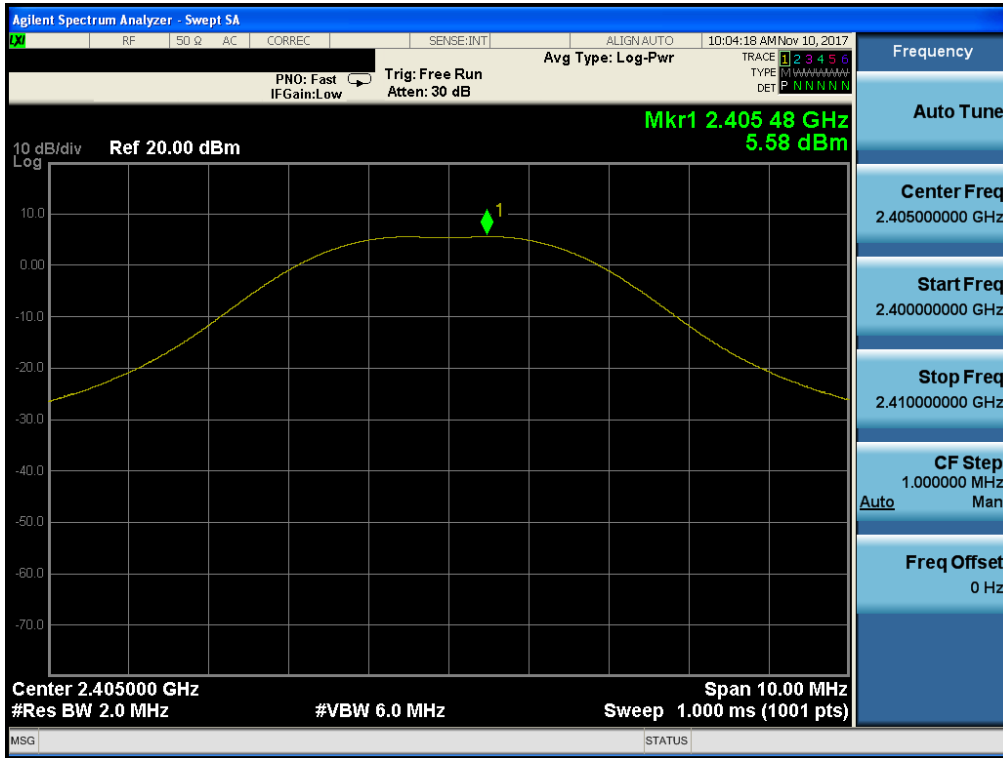 Agilent Spectrum Analyzer - Swept SA
LXI RF 50 Ω AC CORREC SENSE:INT ALIGN AUTO 10:04:18 AM Nov 10, 2017
Avg Type: Log-Pwr
TRACE 1 2 3 4 5 6
TYPE M
DET P N N N N N
PNO: Fast
IFGain:Low
Trig: Free Run
Atten: 30 dB
Mkr1 2.405 48 GHz
5.58 dBm
10 dB/div
Log
Ref 20.00 dBm
1
10.0
0.00
-10.0
-20.0
-30.0
-40.0
-50.0
-60.0
-70.0
Center 2.405000 GHz
Span 10.00 MHz
#Res BW 2.0 MHz
#VBW 6.0 MHz
Sweep 1.000 ms (1001 pts)
MSG
STATUS
Frequency
Auto Tune
Center Freq
2.405000000 GHz
Start Freq
2.400000000 GHz
Stop Freq
2.410000000 GHz
CF Step
1.000000 MHz
Auto Man
Freq Offset
0 Hz